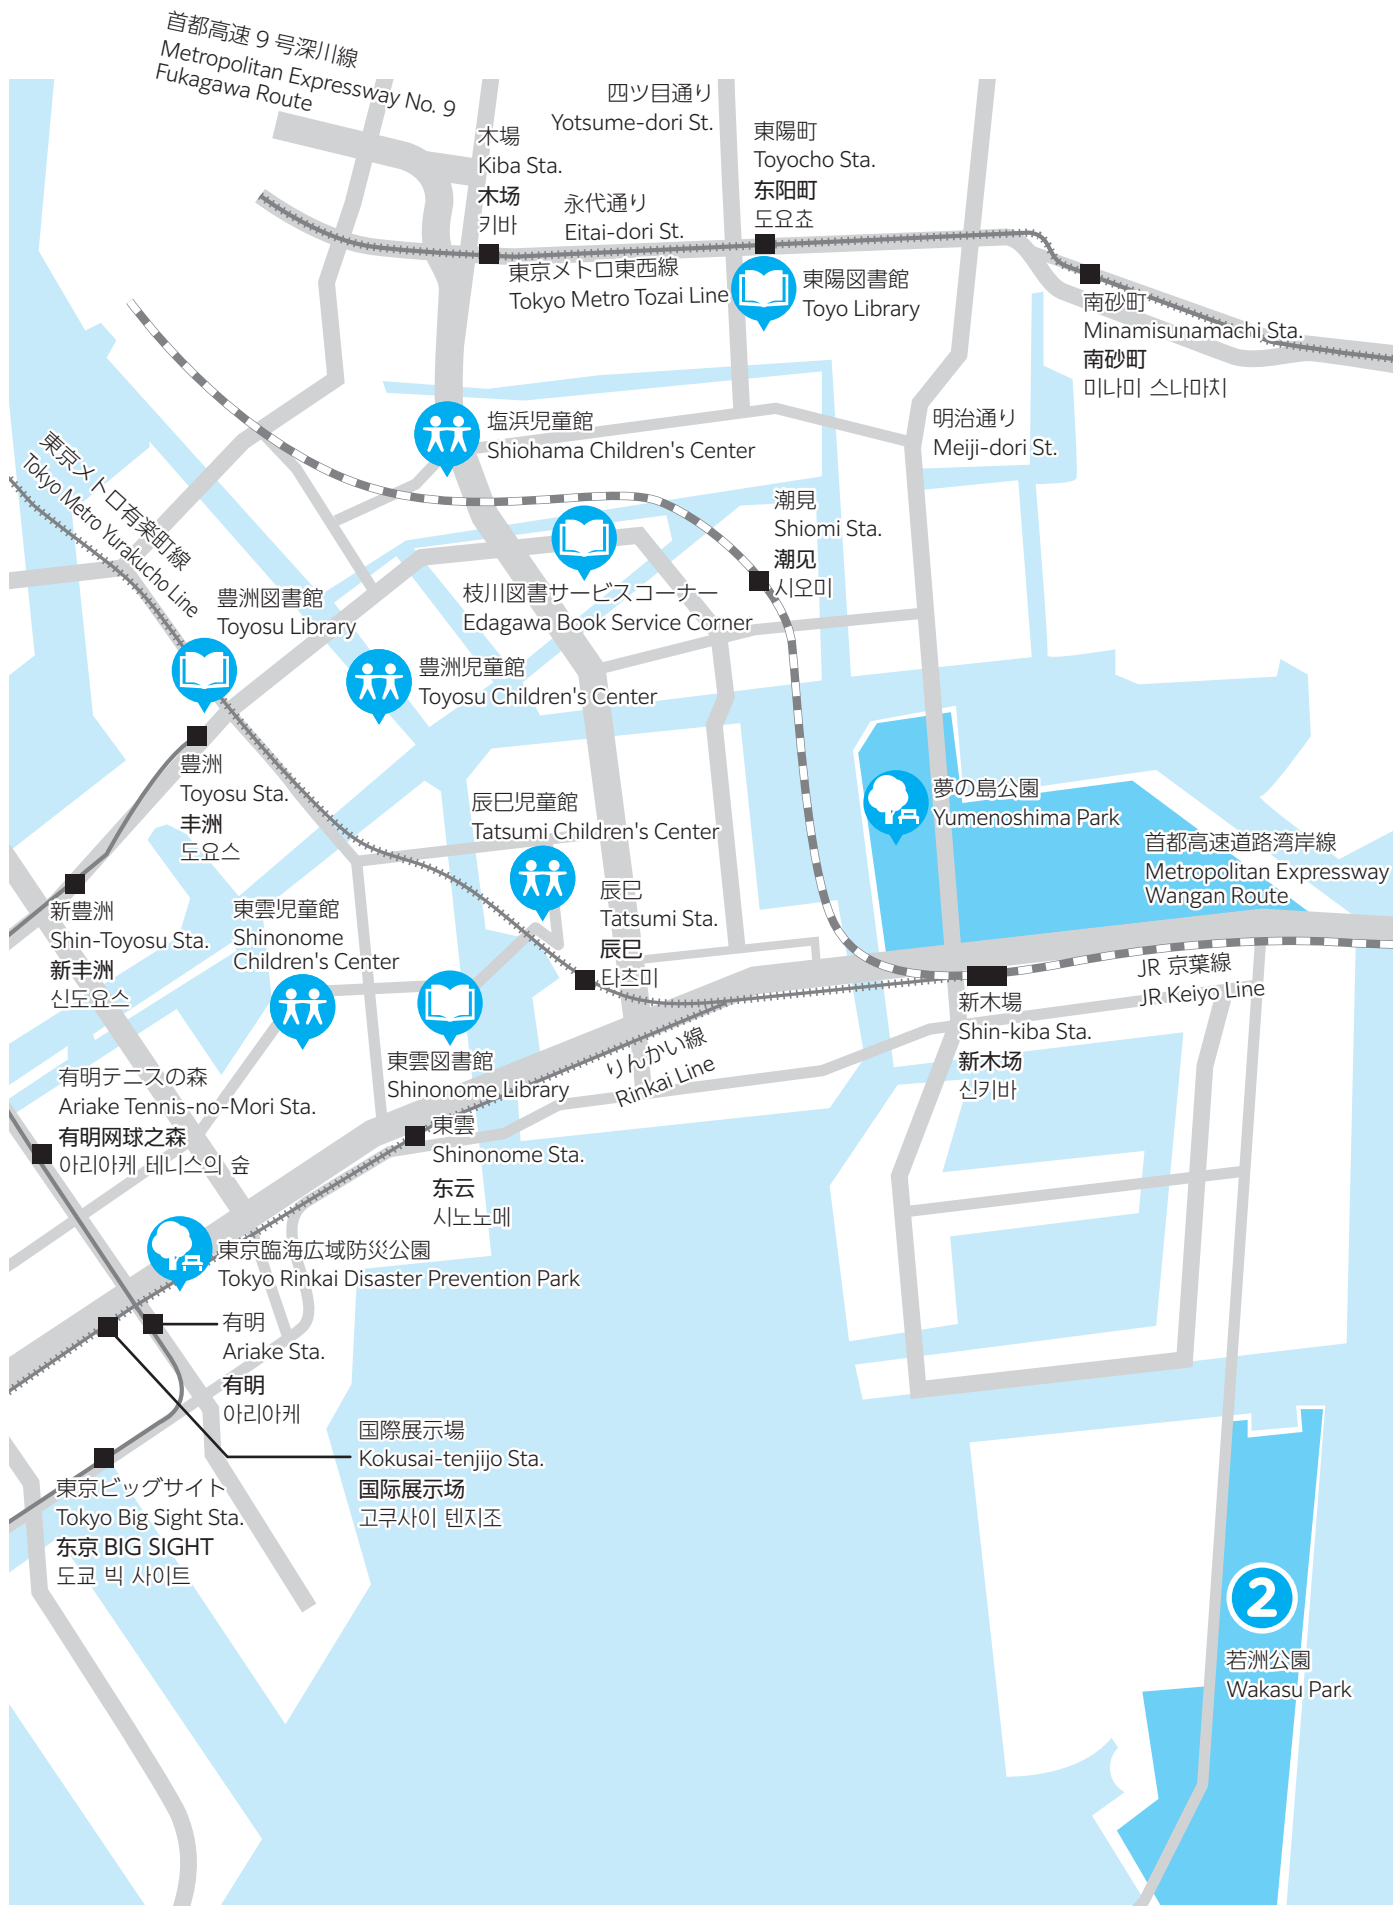 首都高速 9 号深川線
Metropolitan Expressway No. 9
Fukagawa Route
四ツ目通り
Yotsume-dori St.
木場
Kiba Sta.
木场
키바
永代通り
Eitai-dori St.
東陽町
Toyocho Sta.
东阳町
도요쵸
東京メトロ東西線
Tokyo Metro Tozai Line
東陽図書館
Toyo Library
南砂町
Minamisunamachi Sta.
南砂町
미나미 스나마치
塩浜児童館
Shiohama Children's Center
明治通り
Meiji-dori St.
東京メトロ有楽町線
Tokyo Metro Yurakucho Line
潮見
Shiomi Sta.
潮见
시오미
枝川図書サービスコーナー
Edagawa Book Service Corner
豊洲図書館
Toyosu Library
豊洲児童館
Toyosu Children's Center
豊洲
Toyosu Sta.
丰洲
도요스
辰巳児童館
Tatsumi Children's Center
夢の島公園
Yumenoshima Park
首都高速道路湾岸線
Metropolitan Expressway
Wangan Route
新豊洲
Shin-Toyosu Sta.
新丰洲
신도요스
東雲児童館
Shinonome
Children's Center
辰巳
Tatsumi Sta.
辰巳
타츠미
JR 京葉線
JR Keiyo Line
新木場
Shin-kiba Sta.
新木场
신키바
東雲図書館
Shinonome Library
りんかい線
Rinkai Line
有明テニスの森
Ariake Tennis-no-Mori Sta.
有明网球之森
아리아케 테니스의 숲
東雲
Shinonome Sta.
东云
시노노메
東京臨海広域防災公園
Tokyo Rinkai Disaster Prevention Park
有明
Ariake Sta.
有明
아리아케
国際展示場
Kokusai-tenjijo Sta.
国际展示场
고쿠사이 텐지조
東京ビッグサイト
Tokyo Big Sight Sta.
东京 BIG SIGHT
도쿄 빅 사이트
2
若洲公園
Wakasu Park